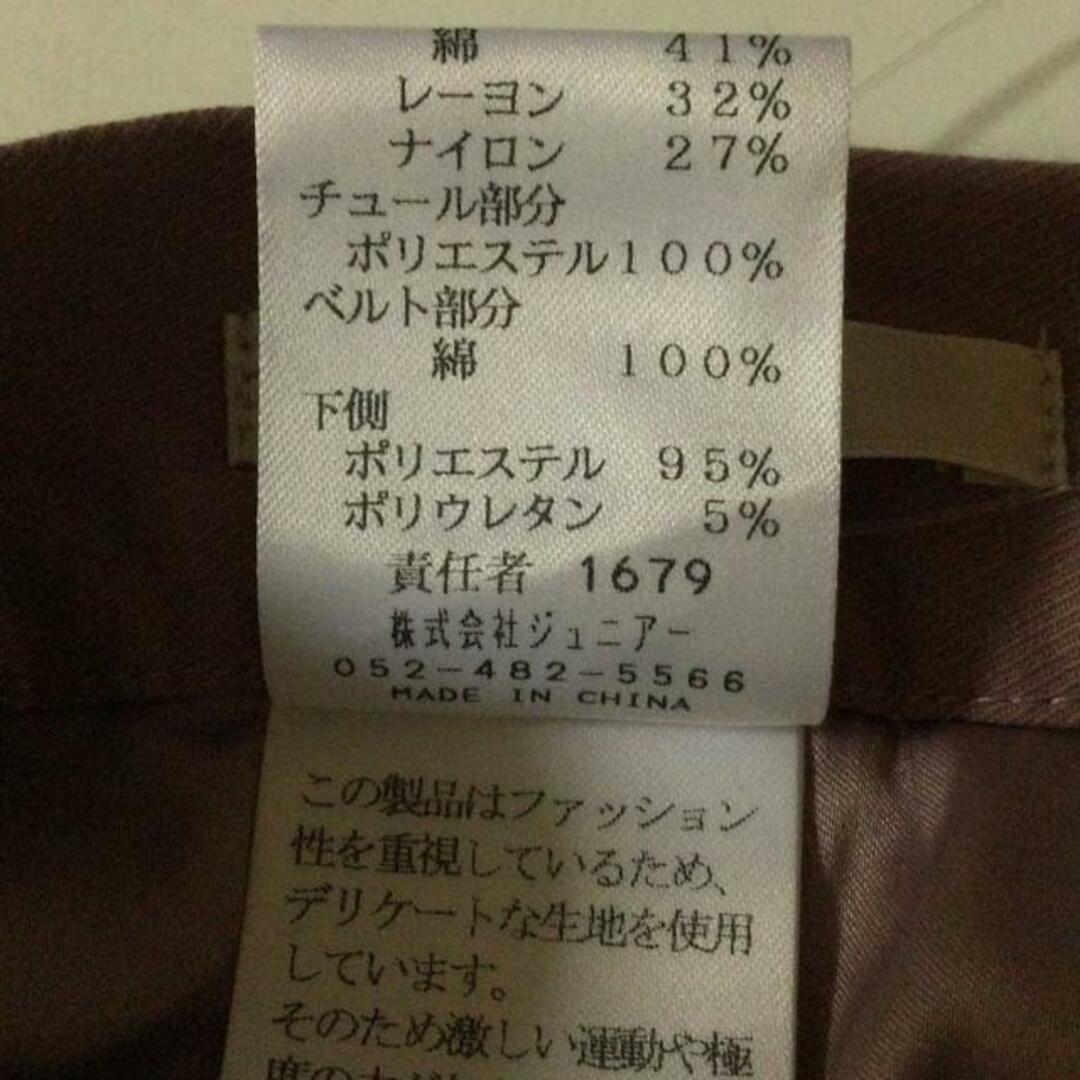 綿 41%
レーヨン 32%
ナイロン 27%
チュール部分
ポリエステル100%
ベルト部分
綿 100%
下側
ポリエステル 95%
ポリウレタン 5%
責任者 1679
株式会社ジュニアー
052-482-5566
MADE IN CHINA
この製品はファッション
性を重視しているため、
デリケートな生地を使用
しています。
そのため激しい運動や極
度の